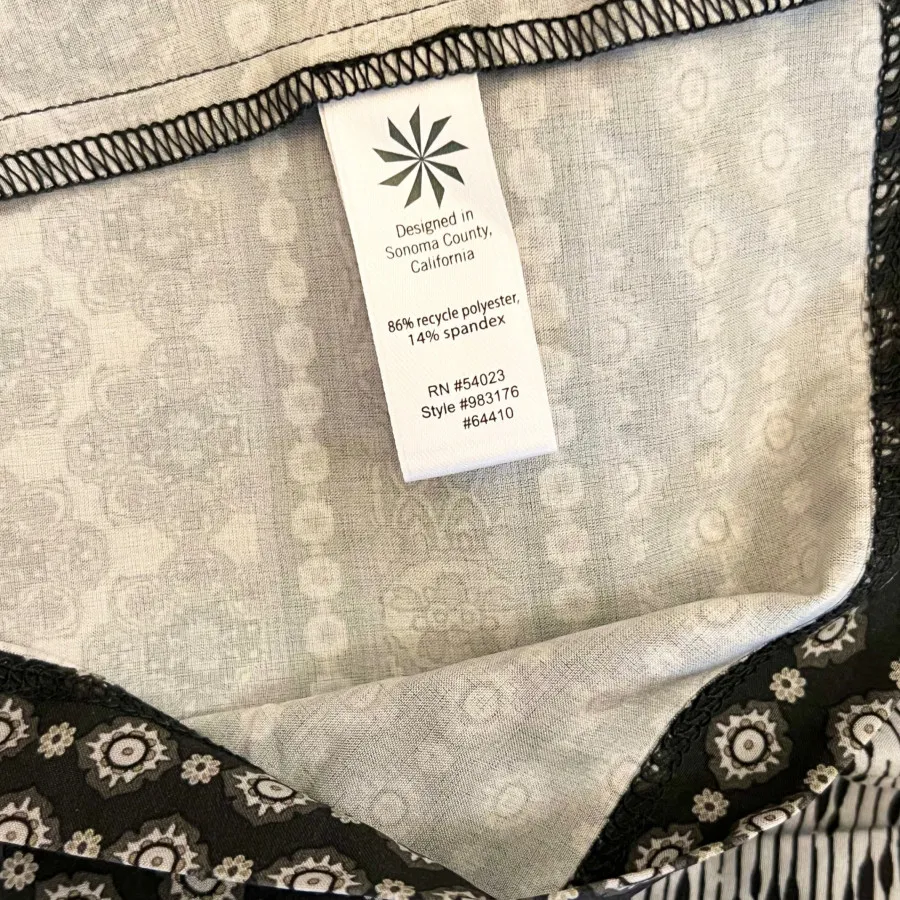 Designed in
Sonoma County,
California
86% recycle polyester,
14% spandex
RN #54023
Style #983176
#64410